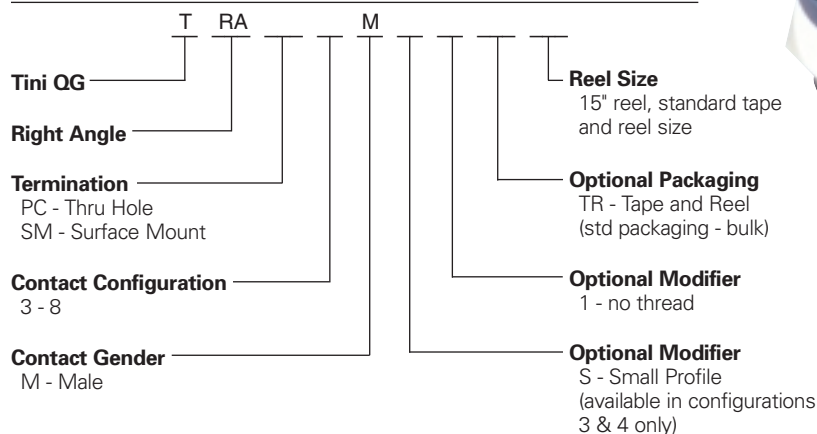 T RA M
Tini QG
Right Angle
Termination
PC - Thru Hole
SM - Surface Mount
Contact Configuration
3 - 8
Contact Gender
M - Male
Reel Size
15" reel, standard tape
and reel size
Optional Packaging
TR - Tape and Reel
(std packaging - bulk)
Optional Modifier
1 - no thread
Optional Modifier
S - Small Profile
(available in configurations
3 & 4 only)